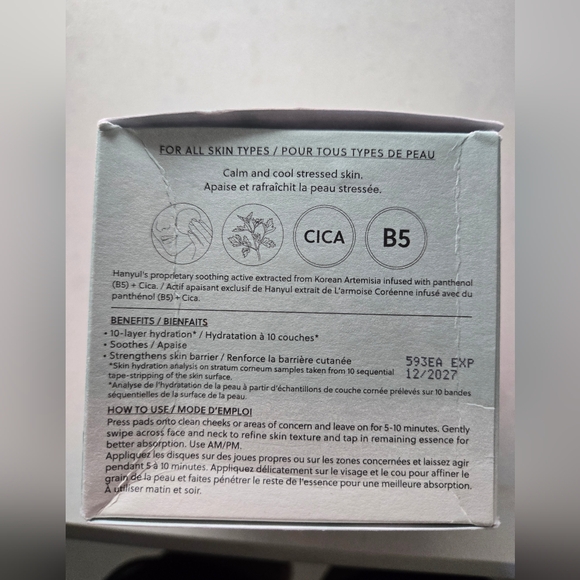 FOR ALL SKIN TYPES / POUR TOUS TYPES DE PEAU
Calm and cool stressed skin.
Apaise et rafraîchit la peau stressée.
CICA
B5
Hanyul's proprietary soothing active extracted from Korean Artemisia infused with panthenol
(B5) + Cica. / Actif apaisant exclusif de Hanyul extrait de L'armoise Coréenne infusé avec du
panthénol (B5) + Cica.
BENEFITS / BIENFAITS
• 10-layer hydration* / Hydratation à 10 couches*
• Soothes / Apaise
• Strengthens skin barrier / Renforce la barrière cutanée
593EA EXP
12/2027
*Skin hydration analysis on stratum corneum samples taken from 10 sequential
tape-stripping of the skin surface.
*Analyse de l'hydratation de la peau à partir d'échantillons de couche cornée prélevés sur 10 bandes
séquentielles de la surface de la peau.
HOW TO USE / MODE D'EMPLOI
Press pads onto clean cheeks or areas of concern and leave on for 5-10 minutes. Gently
swipe across face and neck to refine skin texture and tap in remaining essence for
better absorption. Use AM/PM.
Appliquez les disques sur des joues propres ou sur les zones concernées et laissez agir
pendant 5 à 10 minutes. Appliquez délicatement sur le visage et le cou pour affiner le
grain de la peau et faites pénétrer le reste de l'essence pour une meilleure absorption.
À utiliser matin et soir.